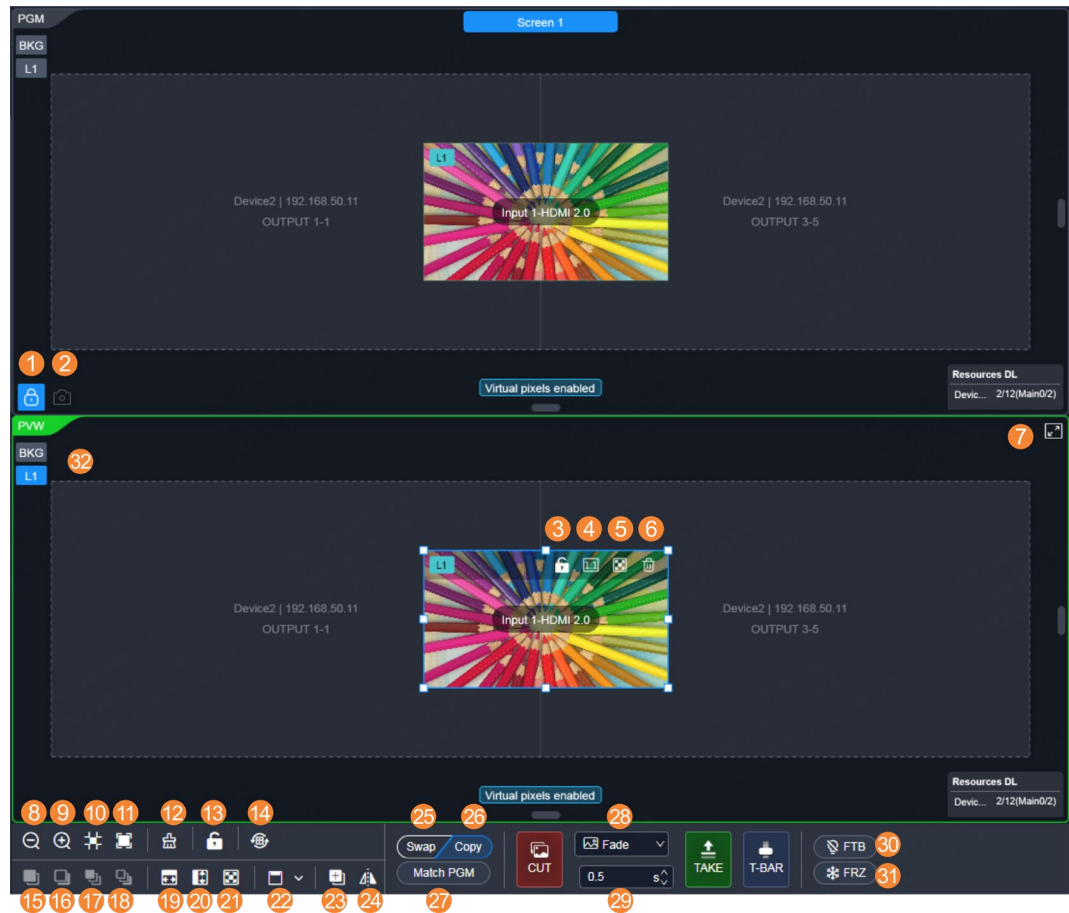 PGM
Screen 1
BKG
L1
L1
Device2 | 192.168.50.11
OUTPUT 1-1
Input 1-HDMI 2.0
Device2 | 192.168.50.11
OUTPUT 3-5
1 2
Virtual pixels enabled
Resources DL
Devic... 2/12(Main0/2)
PVW
7
BKG
32
L1
3 4 5 6
L1
1:1
Device2 | 192.168.50.11
OUTPUT 1-1
Input 1-HDMI 2.0
Device2 | 192.168.50.11
OUTPUT 3-5
Virtual pixels enabled
Resources DL
Devic... 2/12(Main0/2)
8 9 10 11 12 13 14 25 26 28
Swap Copy
Match PGM
CUT
Fade
0.5 s
TAKE
T-BAR
FTB 30
FRZ 31
15 16 17 18 19 20 21 22 23 24 27 29